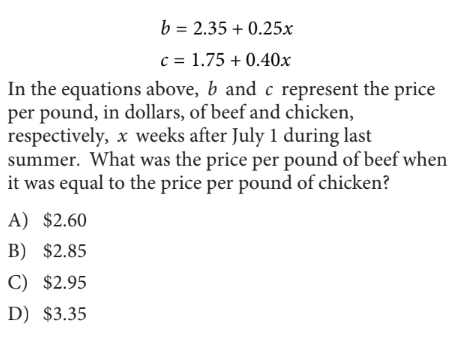 b = 2.35 + 0.25x
c = 1.75 + 0.40x
In the equations above, b and c represent the price
per pound, in dollars, of beef and chicken,
respectively, x weeks after July 1 during last
summer. What was the price per pound of beef when
it was equal to the price per pound of chicken?
A) $2.60
B) $2.85
C) $2.95
D) $3.35